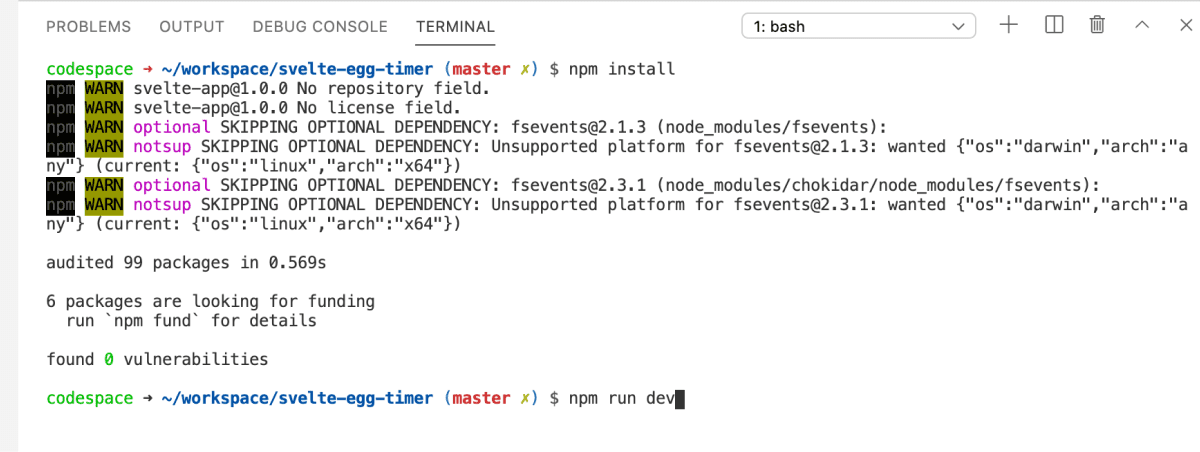 PROBLEMS OUTPUT DEBUG CONSOLE TERMINAL 1: bash
codespace → ~/workspace/svelte-egg-timer (master ✗) $ npm install
npm WARN svelte-app@1.0.0 No repository field.
npm WARN svelte-app@1.0.0 No license field.
npm WARN optional SKIPPING OPTIONAL DEPENDENCY: fsevents@2.1.3 (node_modules/fsevents):
npm WARN notsup SKIPPING OPTIONAL DEPENDENCY: Unsupported platform for fsevents@2.1.3: wanted {"os":"darwin","arch":"a
ny"} (current: {"os":"linux","arch":"x64"})
npm WARN optional SKIPPING OPTIONAL DEPENDENCY: fsevents@2.3.1 (node_modules/chokidar/node_modules/fsevents):
npm WARN notsup SKIPPING OPTIONAL DEPENDENCY: Unsupported platform for fsevents@2.3.1: wanted {"os":"darwin","arch":"a
ny"} (current: {"os":"linux","arch":"x64"})
audited 99 packages in 0.569s
6 packages are looking for funding
run `npm fund` for details
found 0 vulnerabilities
codespace → ~/workspace/svelte-egg-timer (master ✗) $ npm run dev